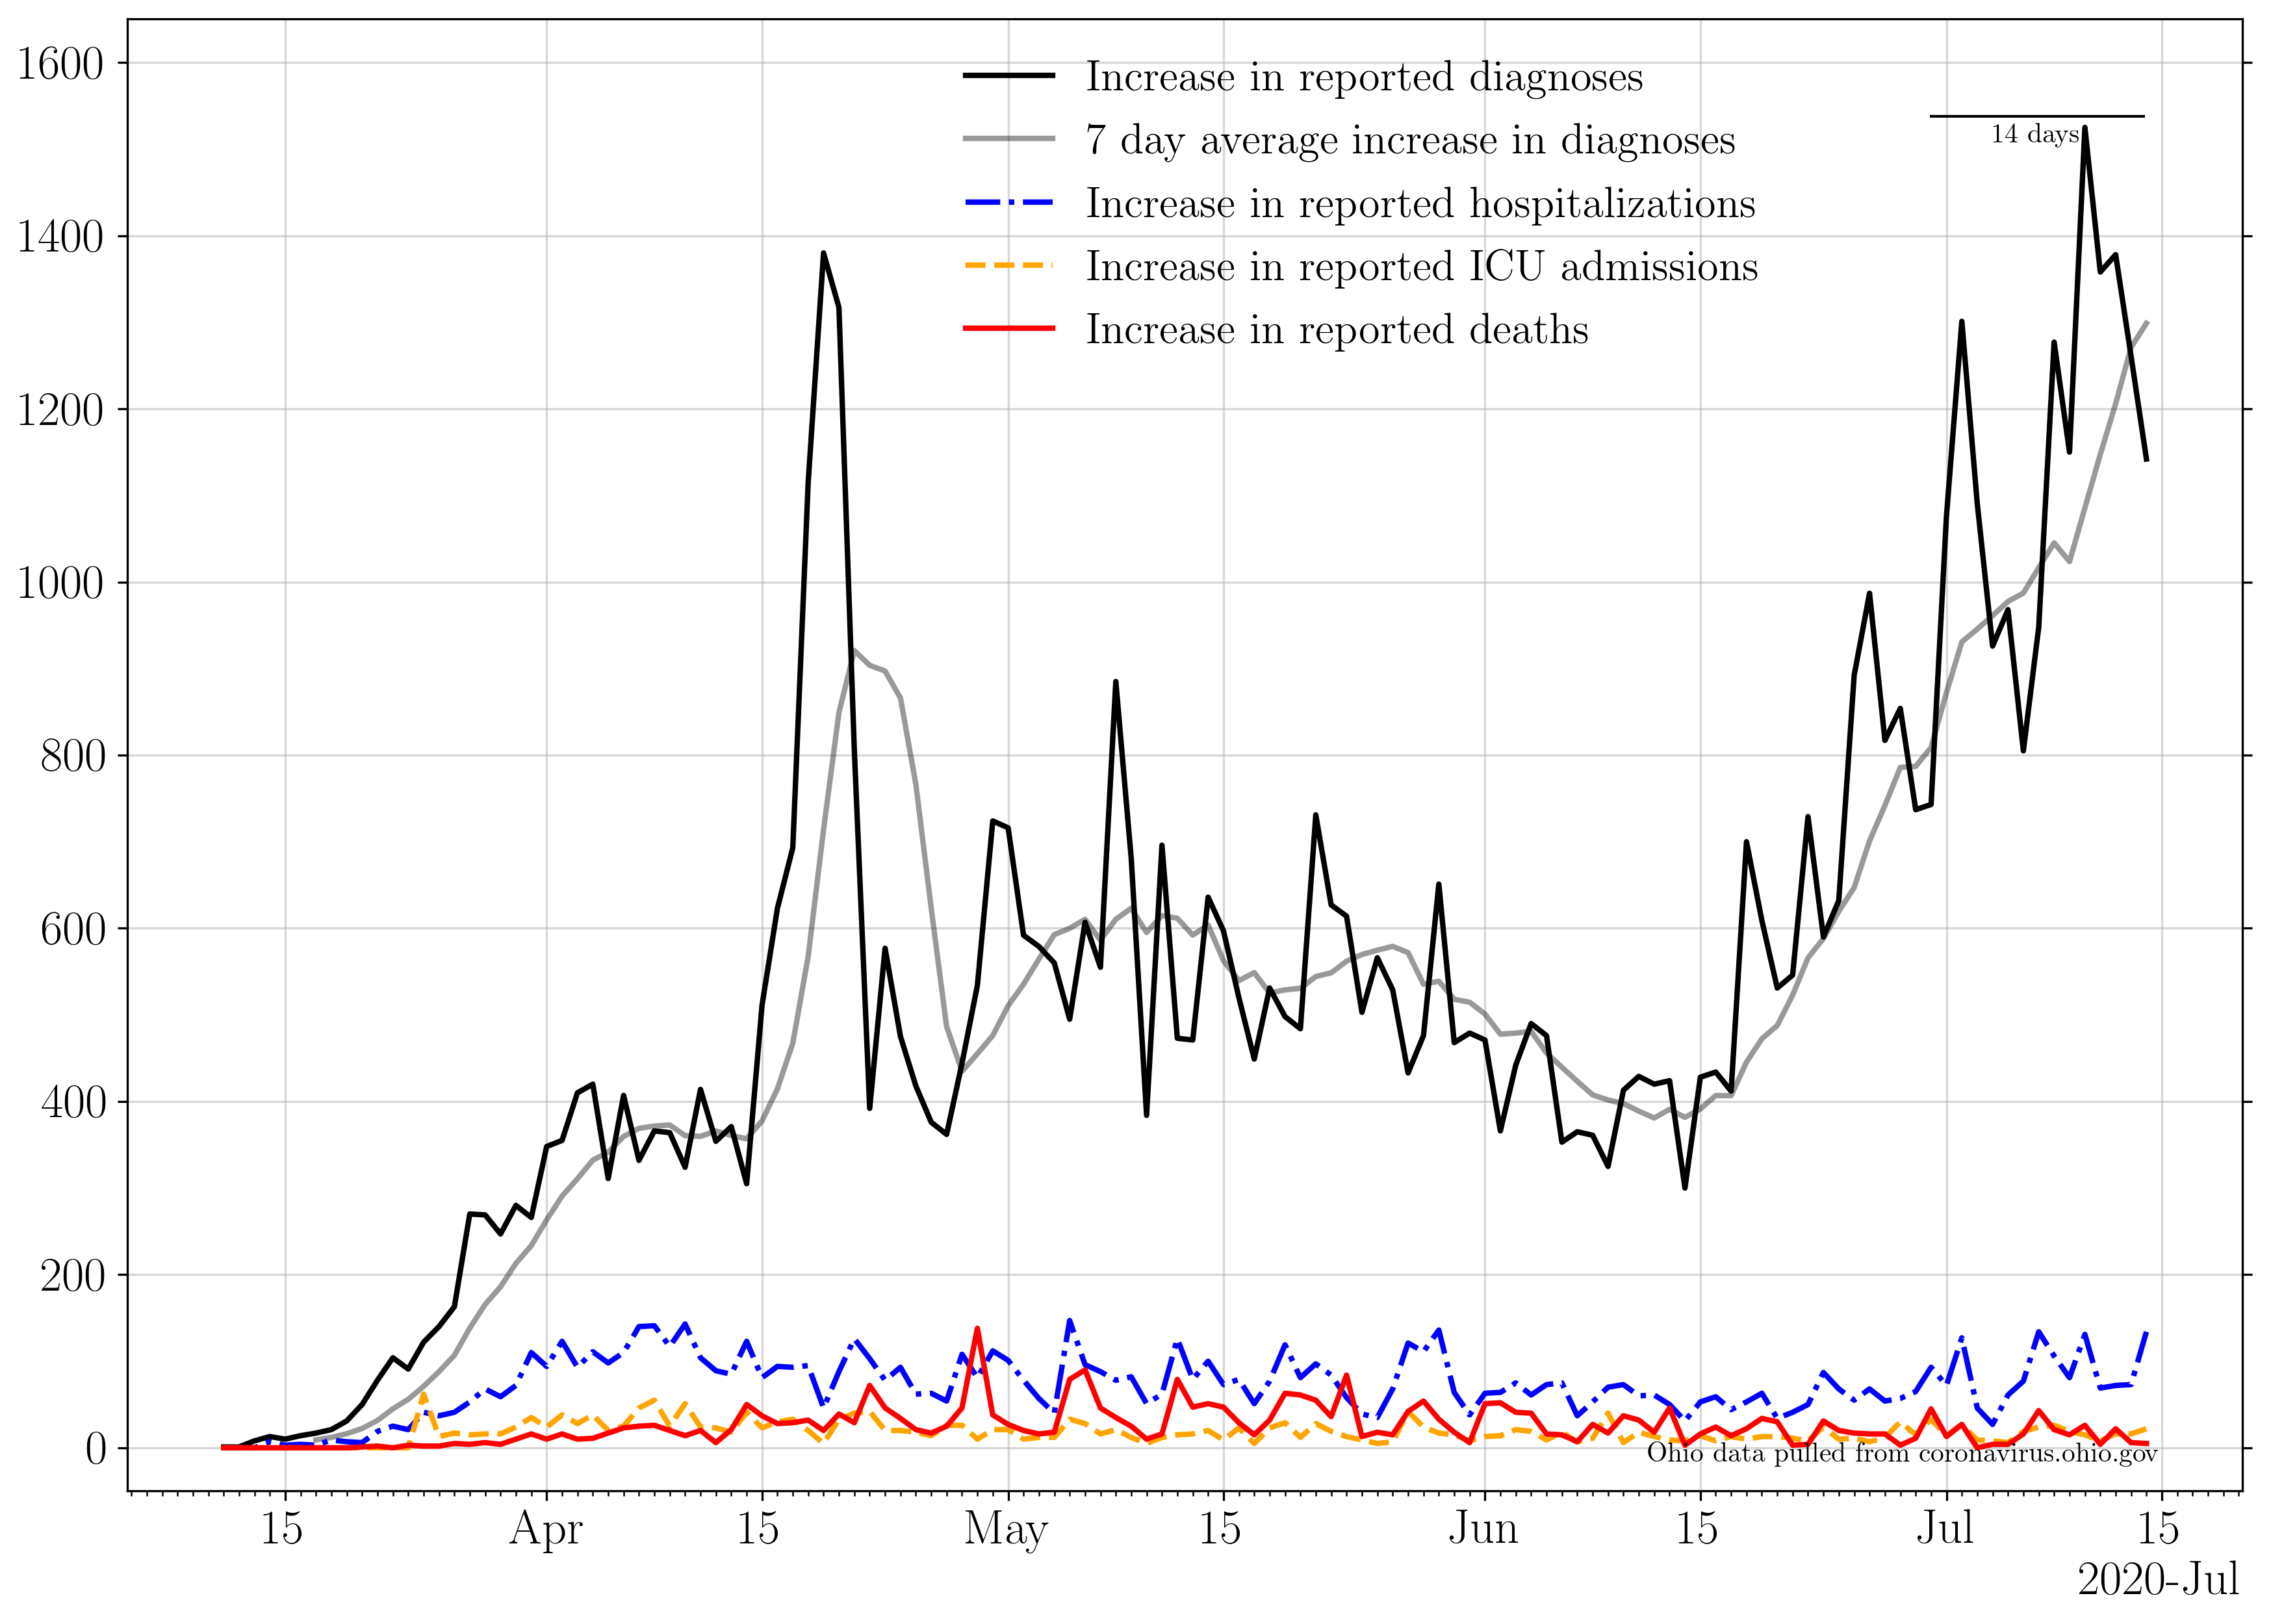 1600
1400
1200
1000
800
600
400
200
0
Increase in reported diagnoses
7 day average increase in diagnoses
Increase in reported hospitalizations
Increase in reported ICU admissions
Increase in reported deaths
14 days
Ohio data pulled from coronavirus.ohio.gov
15 Apr 15 May 15 Jun 15 Jul 15
2020-Jul